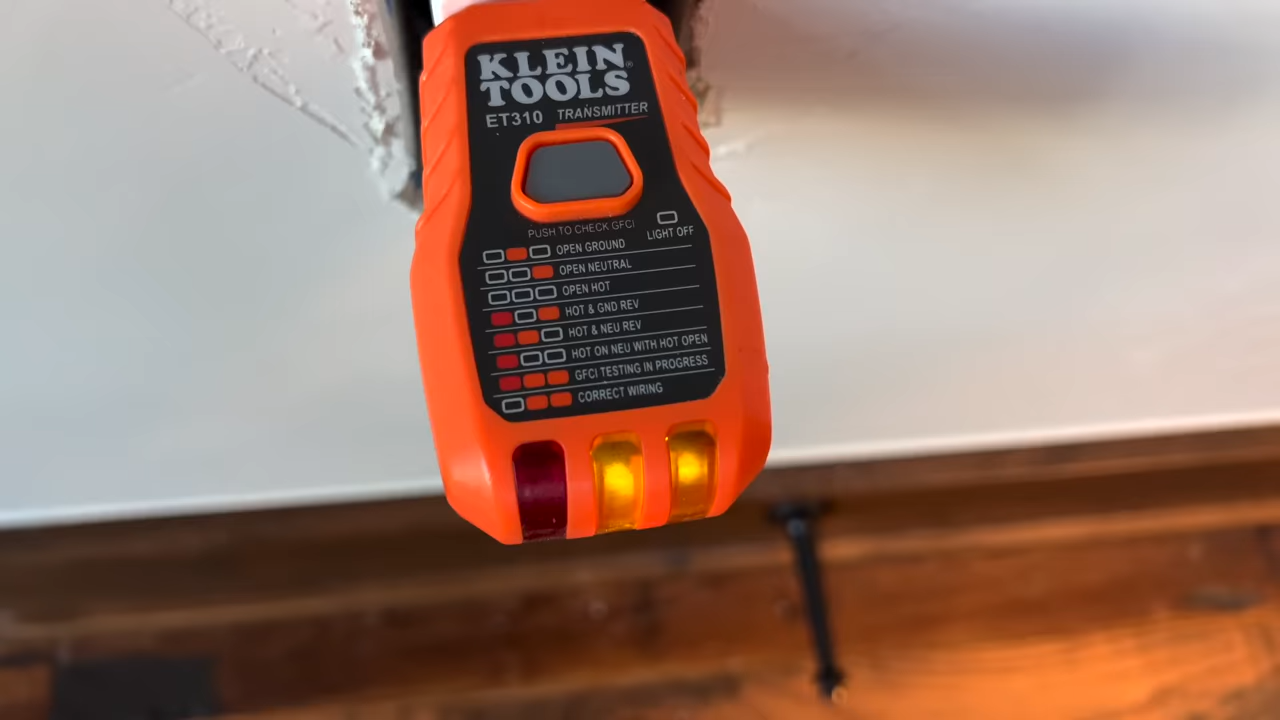 KLEIN
TOOLS®
ET310 TRANSMITTER
PUSH TO CHECK GFCI
LIGHT OFF
OPEN GROUND
OPEN NEUTRAL
OPEN HOT
HOT & GND REV
HOT & NEU REV
HOT ON NEU WITH HOT OPEN
GFCI TESTING IN PROGRESS
CORRECT WIRING